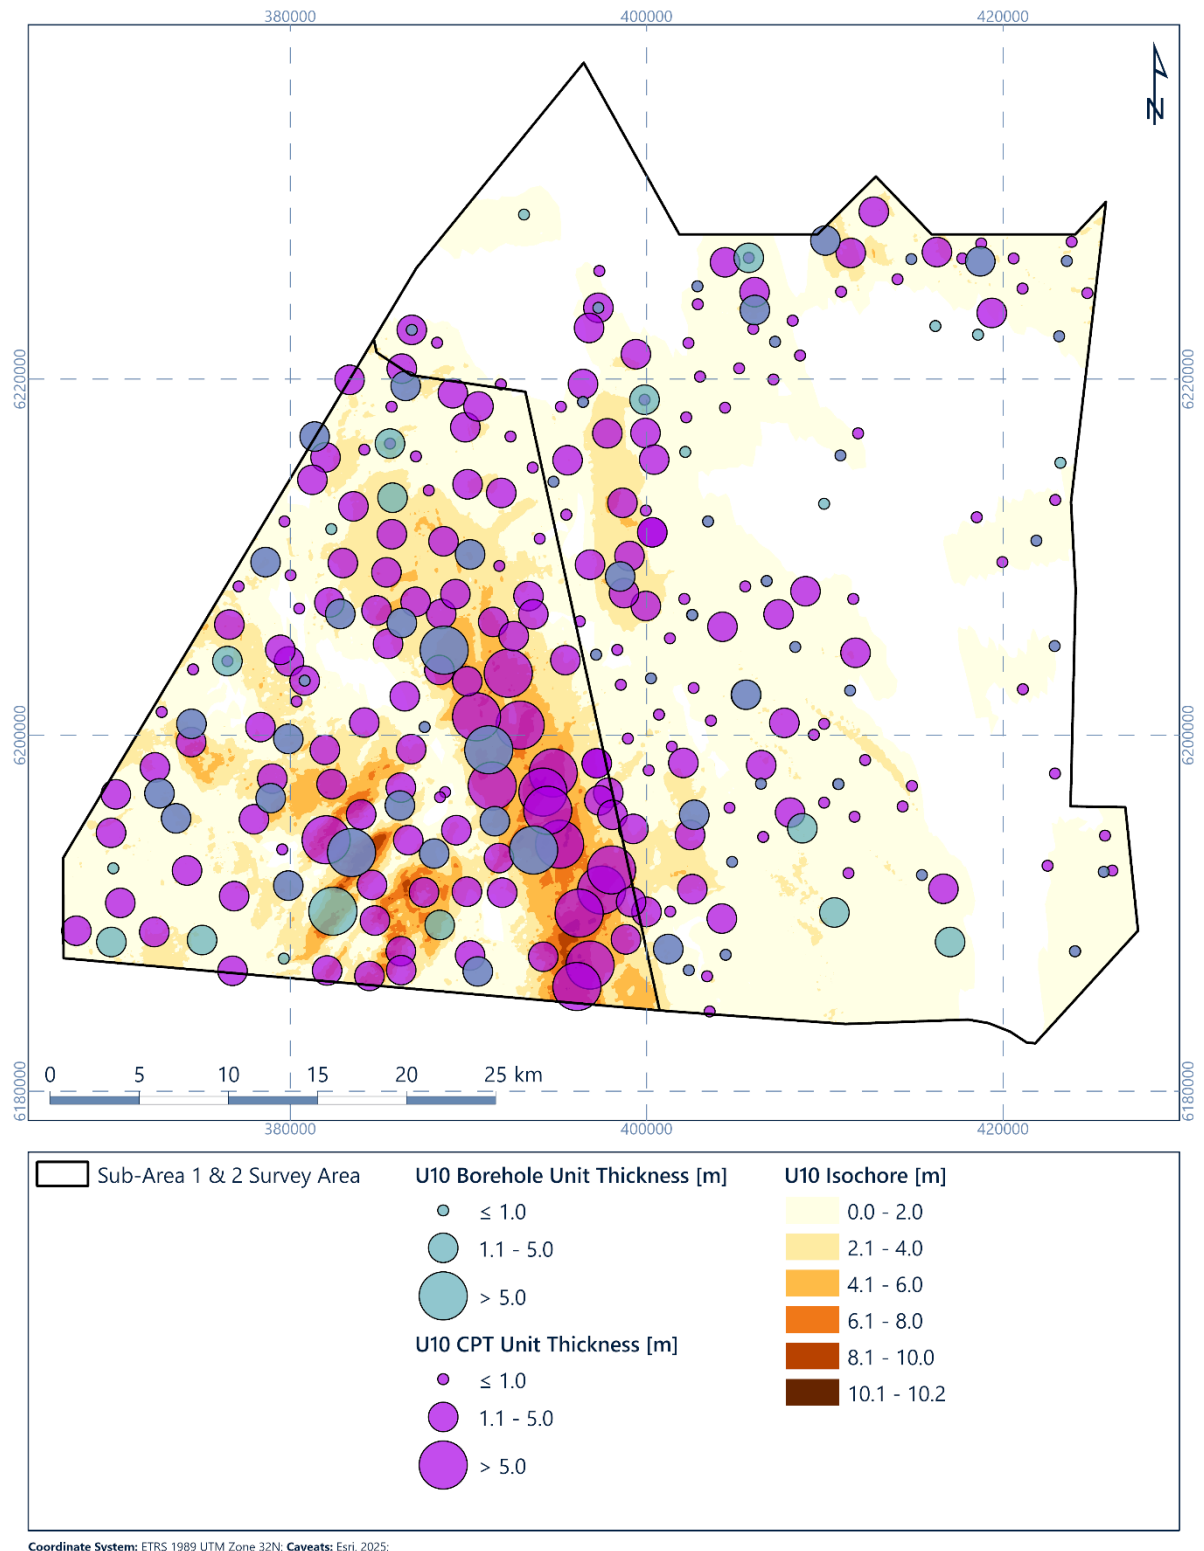 380000 400000 420000
N
6220000 6220000
6200000 6200000
0 5 10 15 20 25 km
6180000 6180000
380000 400000 420000
Sub-Area 1 & 2 Survey Area
U10 Borehole Unit Thickness [m]
≤ 1.0
1.1 - 5.0
> 5.0
U10 CPT Unit Thickness [m]
≤ 1.0
1.1 - 5.0
> 5.0
U10 Isochore [m]
0.0 - 2.0
2.1 - 4.0
4.1 - 6.0
6.1 - 8.0
8.1 - 10.0
10.1 - 10.2
Coordinate System: ETRS 1989 UTM Zone 32N; Caveats: Esri, 2025;